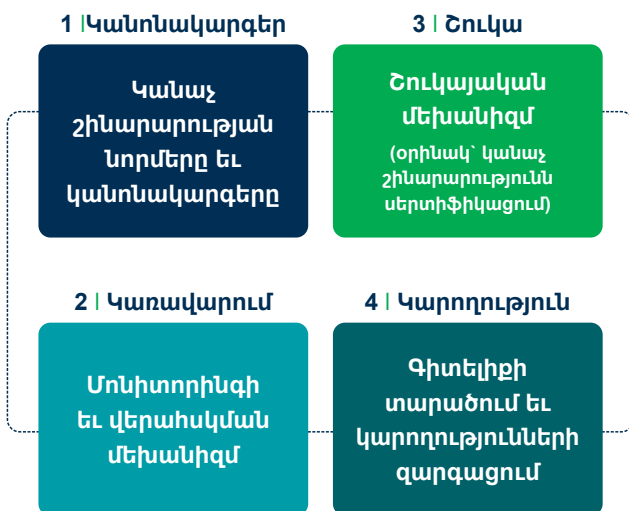 1 |Կանոնակարգեր
Կանաչ
շինարարության
նորմերը եւ
կանոնակարգերը
3 | Շուկա
Շուկայական
մեխանիզմ
(օրինակ՝ կանաչ
շինարարությունն
սերտիֆիկացում)
2 | Կառավարում
Մոնիտորինգի
եւ վերահսկման
մեխանիզմ
4 | Կարողություն
Գիտելիքի
տարածում եւ
կարողությունների
զարգացում